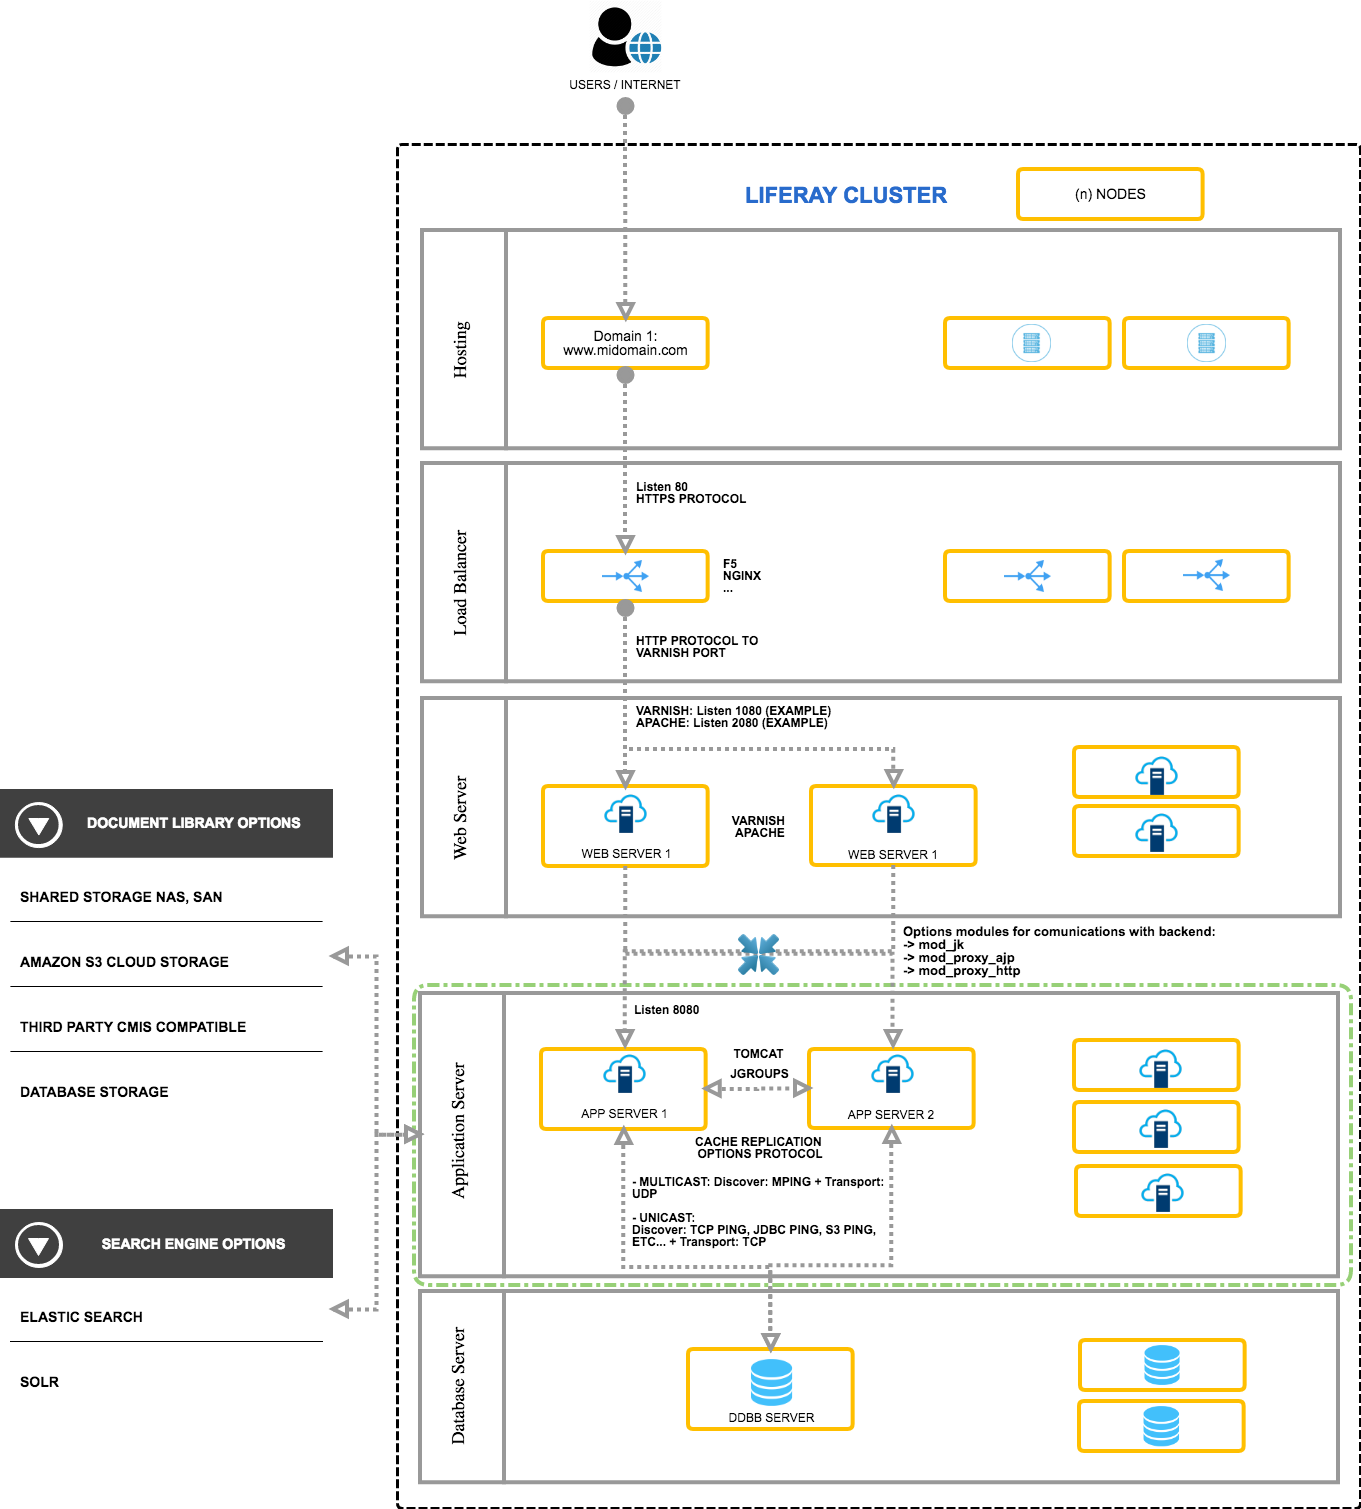 USERS / INTERNET
LIFERAY CLUSTER
(n) NODES
Hosting
Domain 1:
www.midomain.com
Load Balancer
Listen 80
HTTPS PROTOCOL
F5
NGINX
...
HTTP PROTOCOL TO
VARNISH PORT
Web Server
VARNISH: Listen 1080 (EXAMPLE)
APACHE: Listen 2080 (EXAMPLE)
WEB SERVER 1
VARNISH
APACHE
WEB SERVER 1
Options modules for comunications with backend:
-> mod_jk
-> mod_proxy_ajp
-> mod_proxy_http
DOCUMENT LIBRARY OPTIONS
SHARED STORAGE NAS, SAN
AMAZON S3 CLOUD STORAGE
THIRD PARTY CMIS COMPATIBLE
DATABASE STORAGE
Application Server
Listen 8080
APP SERVER 1
TOMCAT
JGROUPS
APP SERVER 2
CACHE REPLICATION
OPTIONS PROTOCOL
- MULTICAST: Discover: MPING + Transport:
UDP
- UNICAST:
Discover: TCP PING, JDBC PING, S3 PING,
ETC... + Transport: TCP
SEARCH ENGINE OPTIONS
ELASTIC SEARCH
SOLR
Database Server
DDBB SERVER